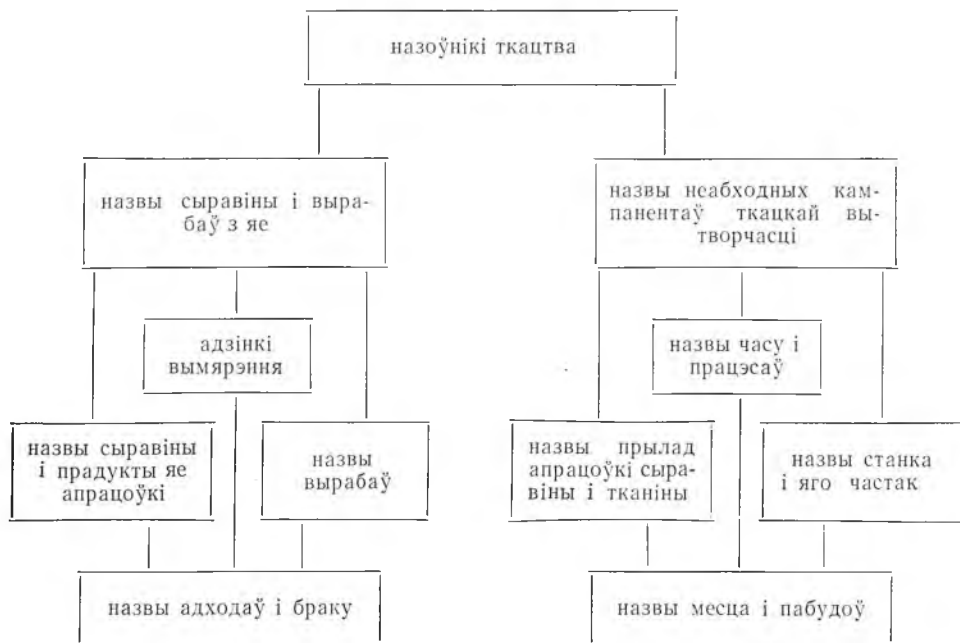 назоўнікі ткацтва
назвы сыравіны і выра-
баў з яе
назвы неабходных кам-
панентаў ткацкай вы-
творчасці
адзінкі
вымярэння
назвы часу і
працэсаў
назвы сыравіны
і прадукты яе
апрацоўкі
назвы
вырабаў
назвы прылад
апрацоўкі сыра-
віны і тканіны
назвы станка
і яго частак
назвы адходаў і браку
назвы месца і пабудоў